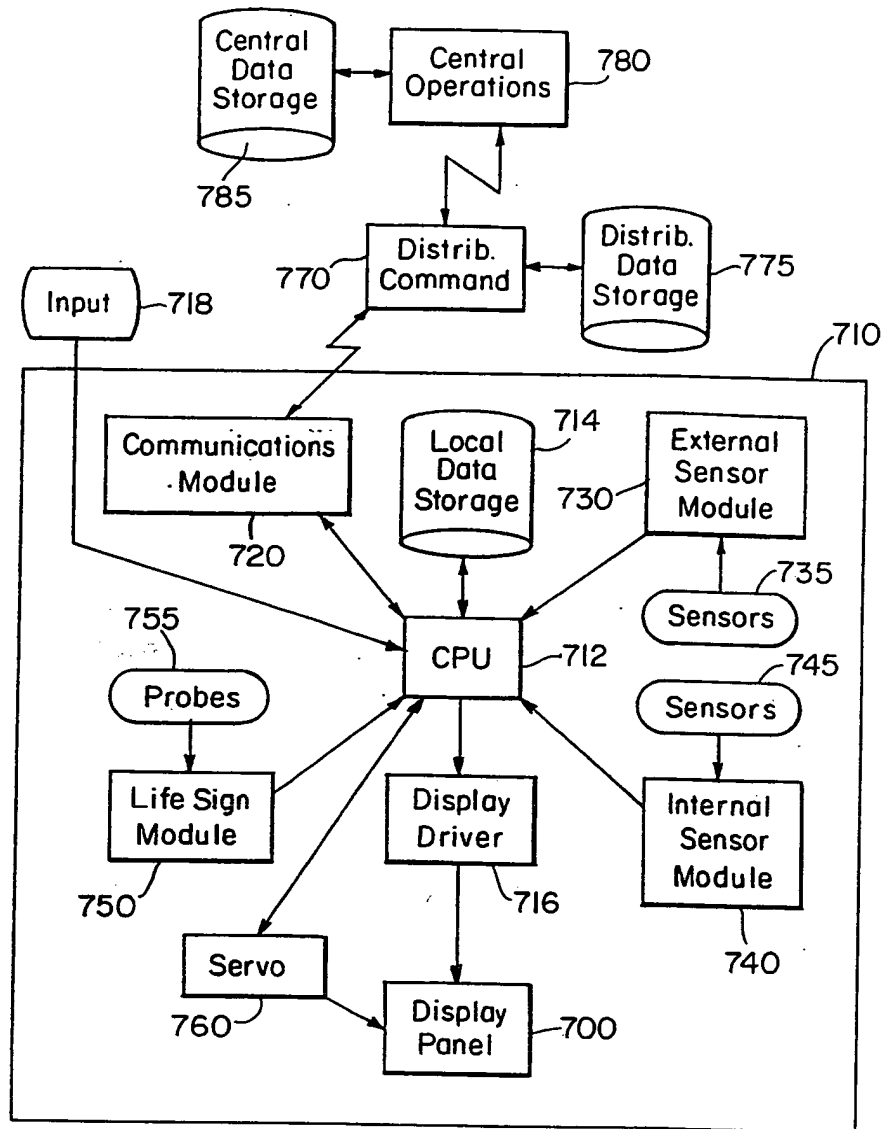 Central
Data
Storage
785
Central
Operations
780
Distrib.
Command
770
Distrib.
Data
Storage
775
Input
718
710
Communications
Module
720
Local
Data
Storage
714
External
Sensor
Module
730
735
Sensors
CPU
712
755
Probes
745
Sensors
Life Sign
Module
750
Display
Driver
716
Internal
Sensor
Module
740
Servo
760
Display
Panel
700